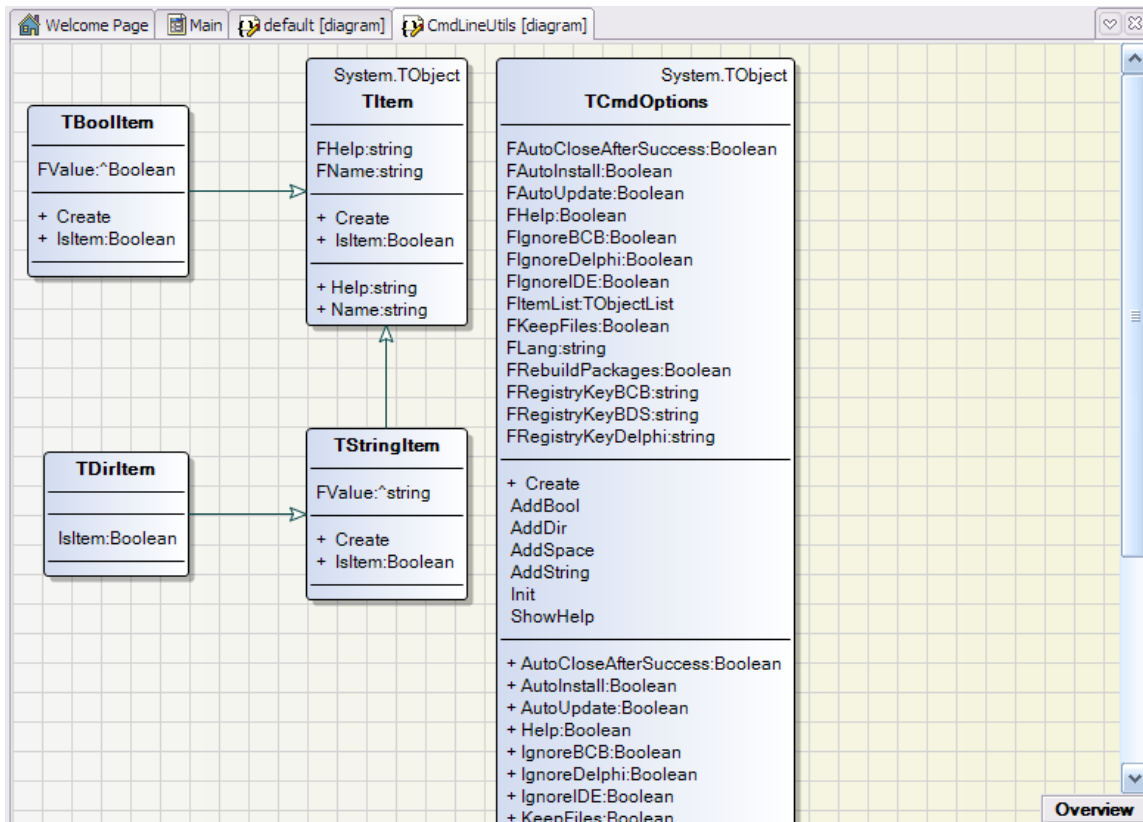 Welcome Page
Main
default [diagram]
CmdLineUtils [diagram]
TBoolItem
FValue:^Boolean
+ Create
+ IsItem:Boolean
System.TObject
TItem
FHelp:string
FName:string
+ Create
+ IsItem:Boolean
+ Help:string
+ Name:string
TDirItem
IsItem:Boolean
TStringItem
FValue:^string
+ Create
+ IsItem:Boolean
System.TObject
TCmdOptions
FAutoCloseAfterSuccess:Boolean
FAutoInstall:Boolean
FAutoUpdate:Boolean
FHelp:Boolean
FIgnoreBCB:Boolean
FIgnoreDelphi:Boolean
FIgnoreIDE:Boolean
FItemList:TObjectList
FKeepFiles:Boolean
FLang:string
FRebuildPackages:Boolean
FRegistryKeyBCB:string
FRegistryKeyBDS:string
FRegistryKeyDelphi:string
+ Create
AddBool
AddDir
AddSpace
AddString
Init
ShowHelp
+ AutoCloseAfterSuccess:Boolean
+ AutoInstall:Boolean
+ AutoUpdate:Boolean
+ Help:Boolean
+ IgnoreBCB:Boolean
+ IgnoreDelphi:Boolean
+ IgnoreIDE:Boolean
+ KeepFiles:Boolean
Overview